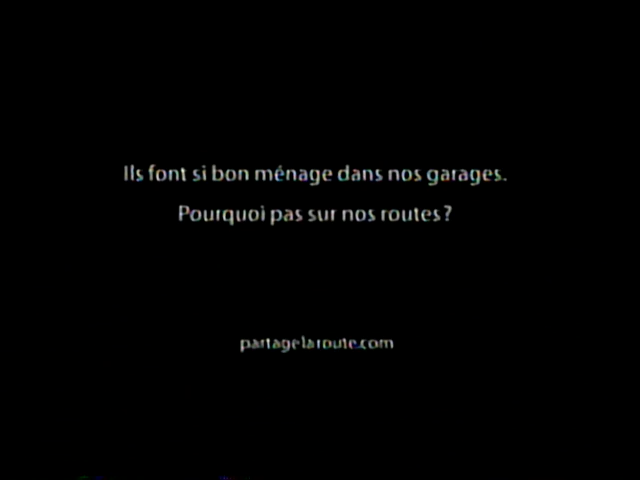 Ils font si bon ménage dans nos garages.
Pourquoi pas sur nos routes?
partagelaroute.com